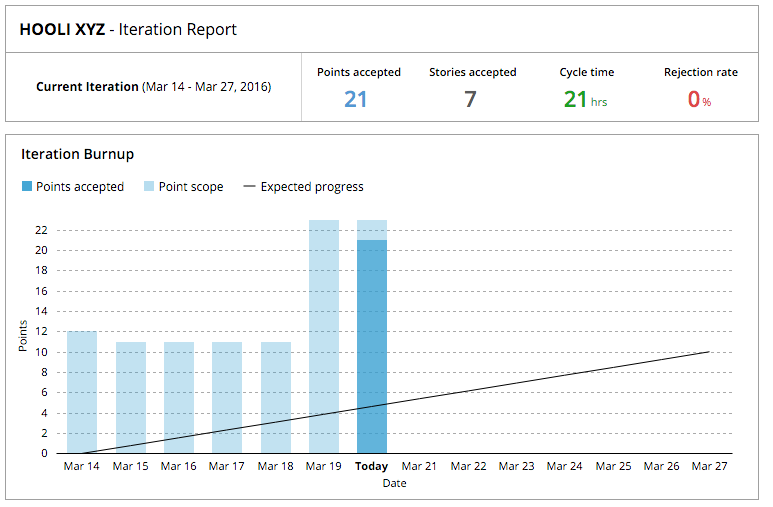 HOOLI XYZ - Iteration Report
Current Iteration (Mar 14 - Mar 27, 2016)
Points accepted Stories accepted Cycle time Rejection rate
21 7 21 hrs 0 %
Iteration Burnup
Points accepted Point scope Expected progress
22
20
18
16
14
12
10
8
6
4
2
0
Points
Mar 14 Mar 15 Mar 16 Mar 17 Mar 18 Mar 19 Today Mar 21 Mar 22 Mar 23 Mar 24 Mar 25 Mar 26 Mar 27
Date